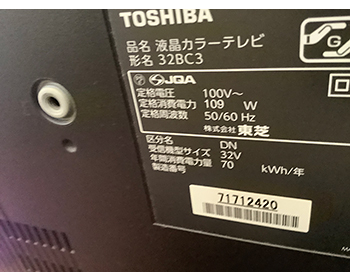 TOSHIBA
品名 液晶カラーテレビ
形名 32BC3
JQA
定格電圧 100V～
定格消費電力 109 W
定格周波数 50/60 Hz
株式会社 東芝
区分名 DN
受信機型サイズ 32V
年間消費電力量 70 kWh/年
製造番号
71712420